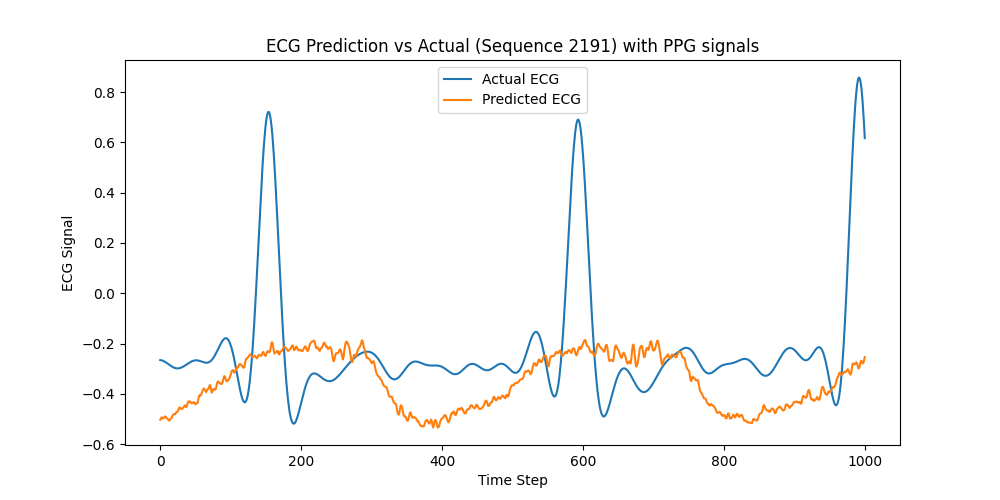 ECG Prediction vs Actual (Sequence 2191) with PPG signals
Actual ECG
Predicted ECG
ECG Signal
0.8
0.6
0.4
0.2
0.0
−0.2
−0.4
−0.6
0 200 400 600 800 1000
Time Step